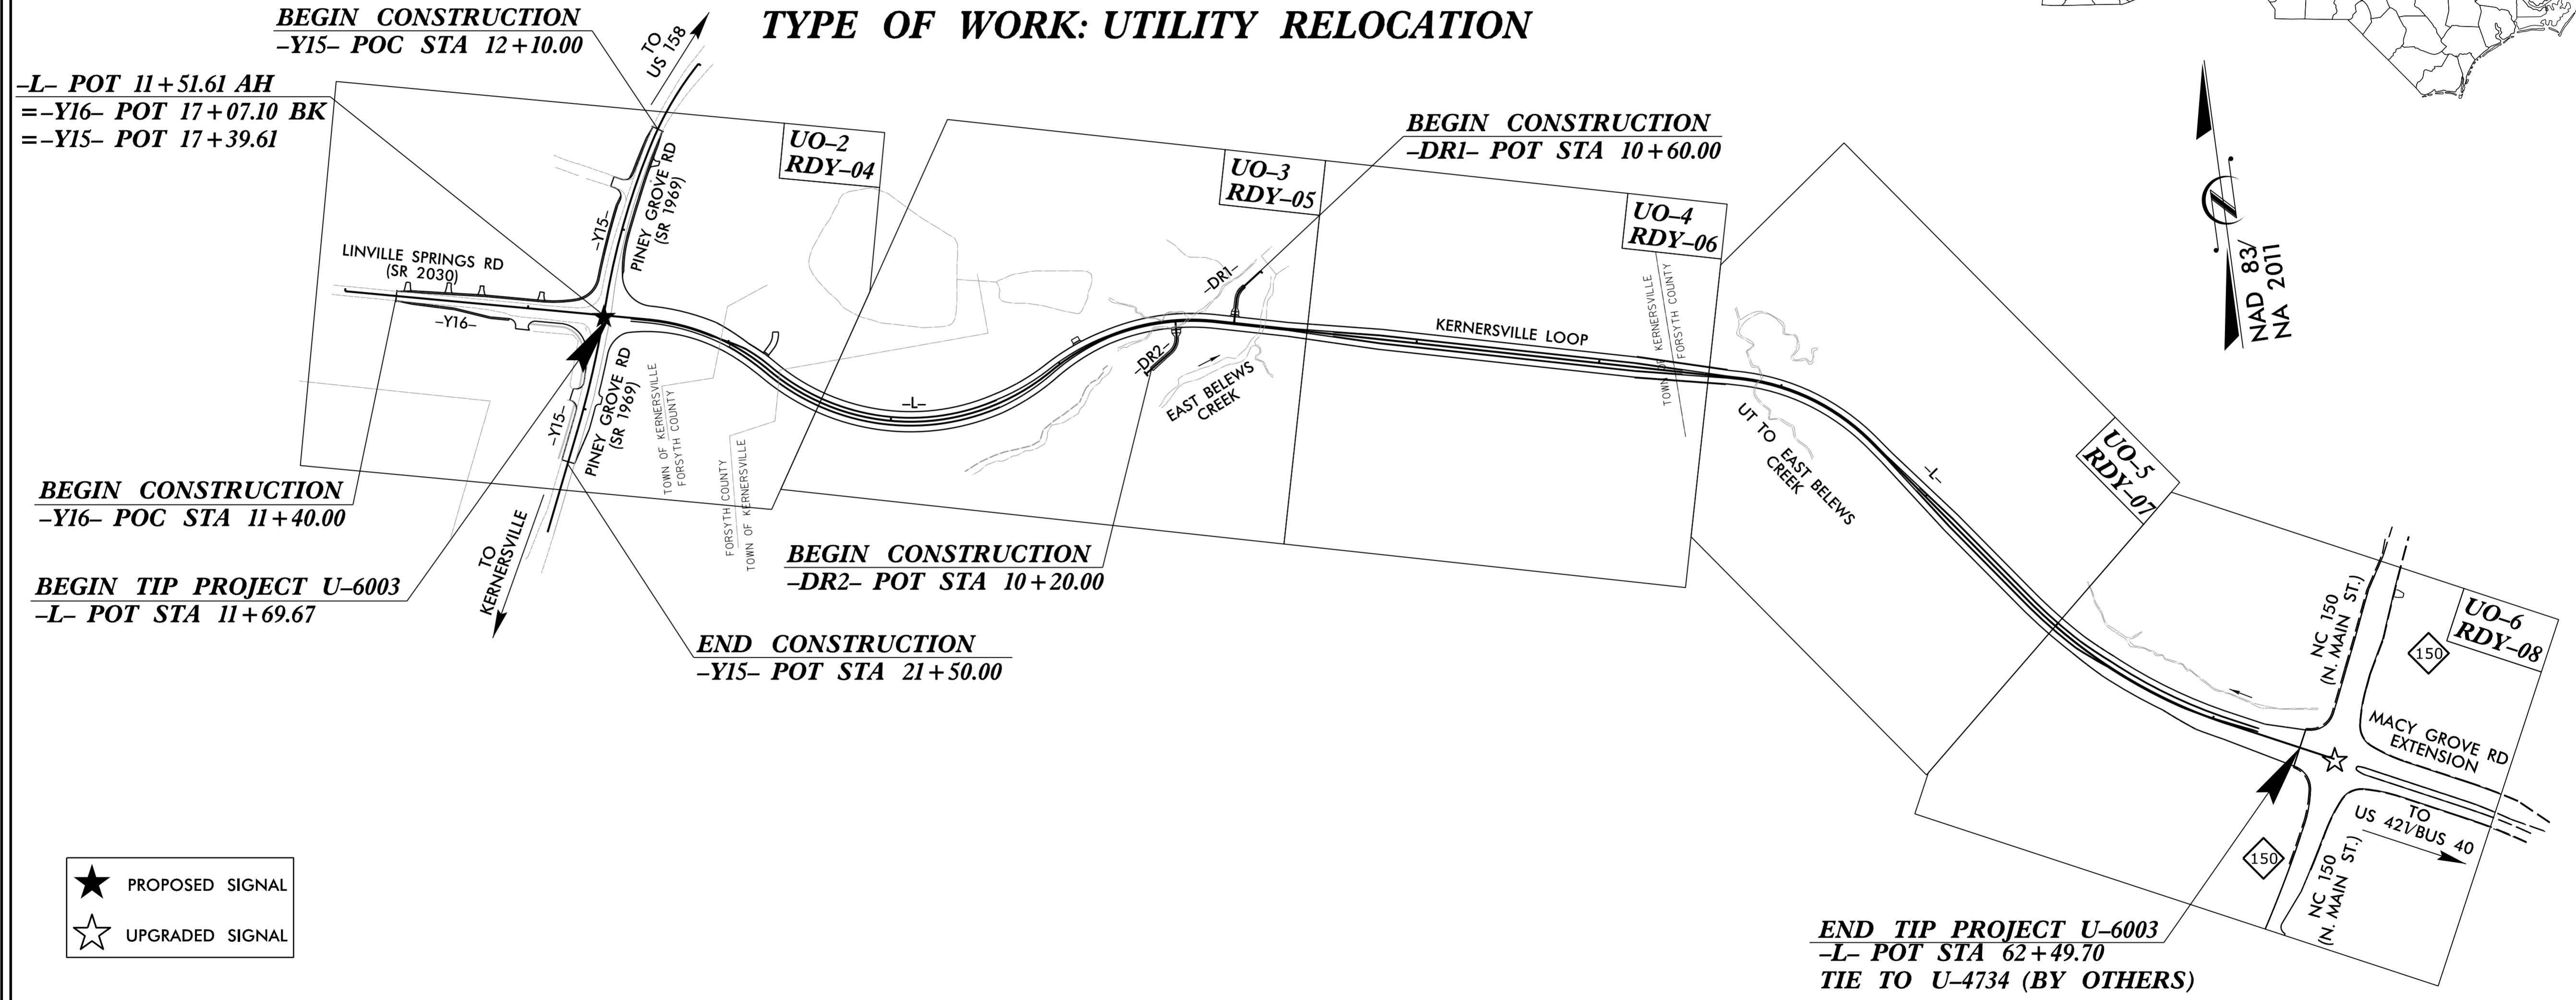 TYPE OF WORK: UTILITY RELOCATION
BEGIN CONSTRUCTION
–Y15– POC STA 12+10.00
TO
US 158
–L– POT 11+51.61 AH
=–Y16– POT 17+07.10 BK
=–Y15– POT 17+39.61
UO–2
RDY–04
BEGIN CONSTRUCTION
–DR1– POT STA 10+60.00
UO–3
RDY–05
UO–4
RDY–06
NAD 83/
NA 2011
PINEY GROVE RD
(SR 1969)
–Y15–
LINVILLE SPRINGS RD
(SR 2030)
–Y16–
–DR1–
KERNERSVILLE LOOP
TOWN OF KERNERSVILLE
FORSYTH COUNTY
–DR2–
EAST BELEWS
CREEK
–L–
PINEY GROVE RD
(SR 1969)
–Y15–
TOWN OF KERNERSVILLE
FORSYTH COUNTY
FORSYTH COUNTY
TOWN OF KERNERSVILLE
UT TO EAST BELEWS
CREEK
–L–
UO–5
RDY–07
BEGIN CONSTRUCTION
–Y16– POC STA 11+40.00
TO
KERNERSVILLE
BEGIN CONSTRUCTION
–DR2– POT STA 10+20.00
BEGIN TIP PROJECT U–6003
–L– POT STA 11+69.67
END CONSTRUCTION
–Y15– POT STA 21+50.00
NC 150
(N. MAIN ST.)
UO–6
RDY–08
150
MACY GROVE RD
EXTENSION
TO
US 421/BUS 40
150
NC 150
(N. MAIN ST.)
PROPOSED SIGNAL
UPGRADED SIGNAL
END TIP PROJECT U–6003
–L– POT STA 62+49.70
TIE TO U–4734 (BY OTHERS)